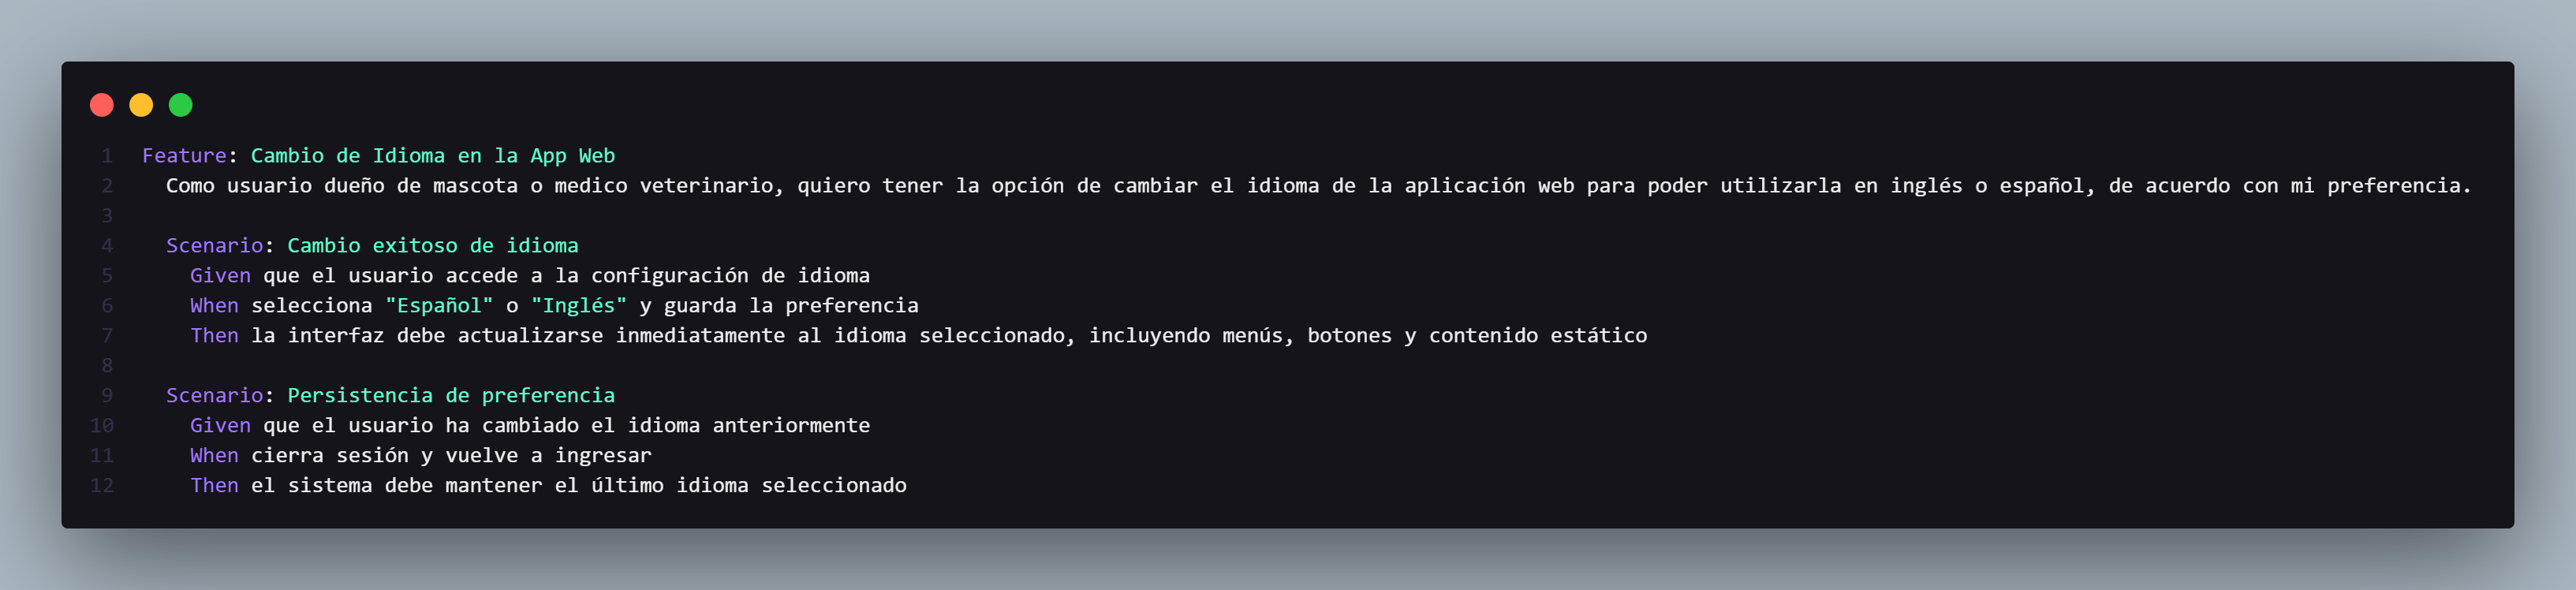 1 Feature: Cambio de Idioma en la App Web
2 Como usuario dueño de mascota o medico veterinario, quiero tener la opción de cambiar el idioma de la aplicación web para poder utilizarla en inglés o español, de acuerdo con mi preferencia.
3
4 Scenario: Cambio exitoso de idioma
5 Given que el usuario accede a la configuración de idioma
6 When selecciona "Español" o "Inglés" y guarda la preferencia
7 Then la interfaz debe actualizarse inmediatamente al idioma seleccionado, incluyendo menús, botones y contenido estático
8
9 Scenario: Persistencia de preferencia
10 Given que el usuario ha cambiado el idioma anteriormente
11 When cierra sesión y vuelve a ingresar
12 Then el sistema debe mantener el último idioma seleccionado